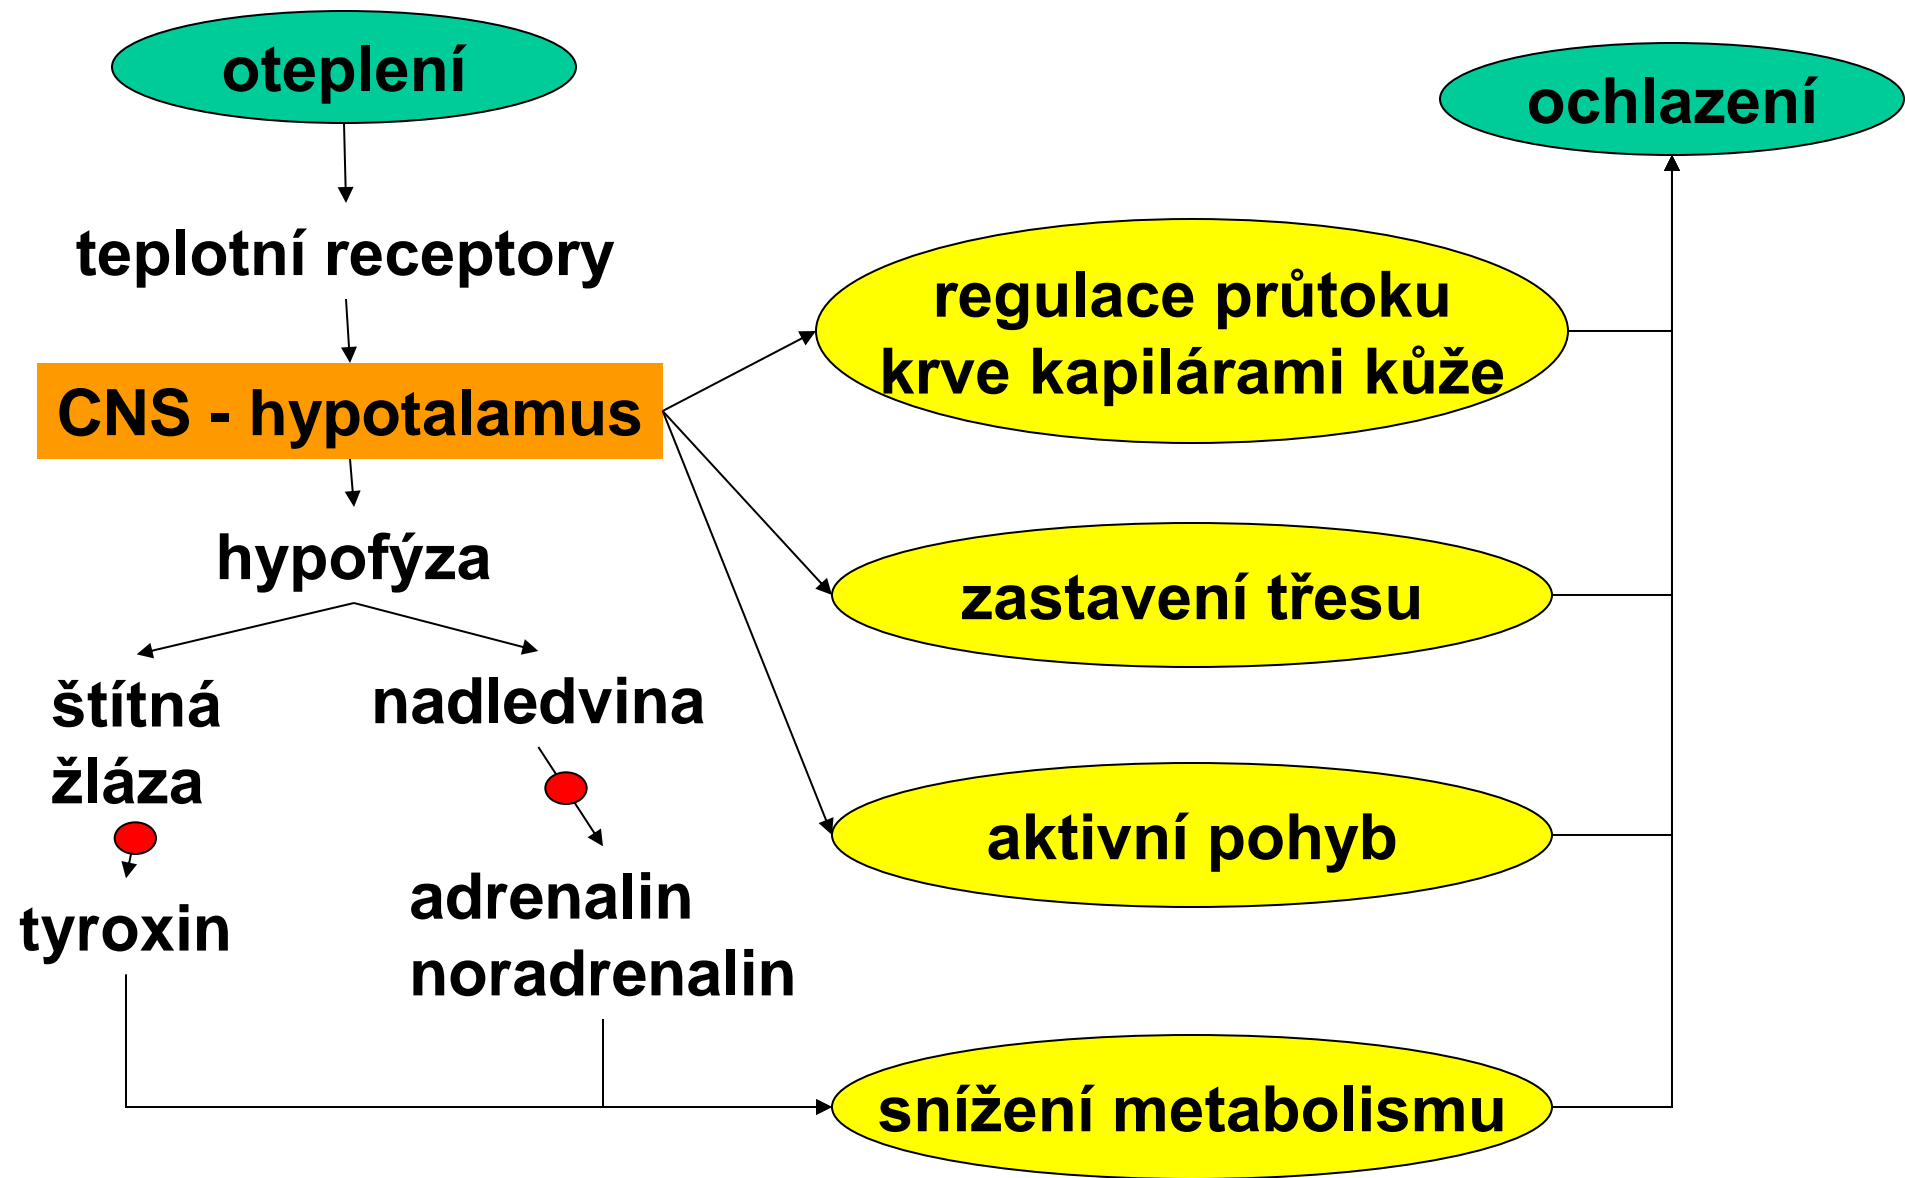 oteplení
ochlazení
teplotní receptory
regulace průtoku
krve kapilárami kůže
CNS - hypotalamus
hypofýza
zastavení třesu
štítná
žláza
nadledvina
aktivní pohyb
tyroxin
adrenalin
noradrenalin
snížení metabolismu